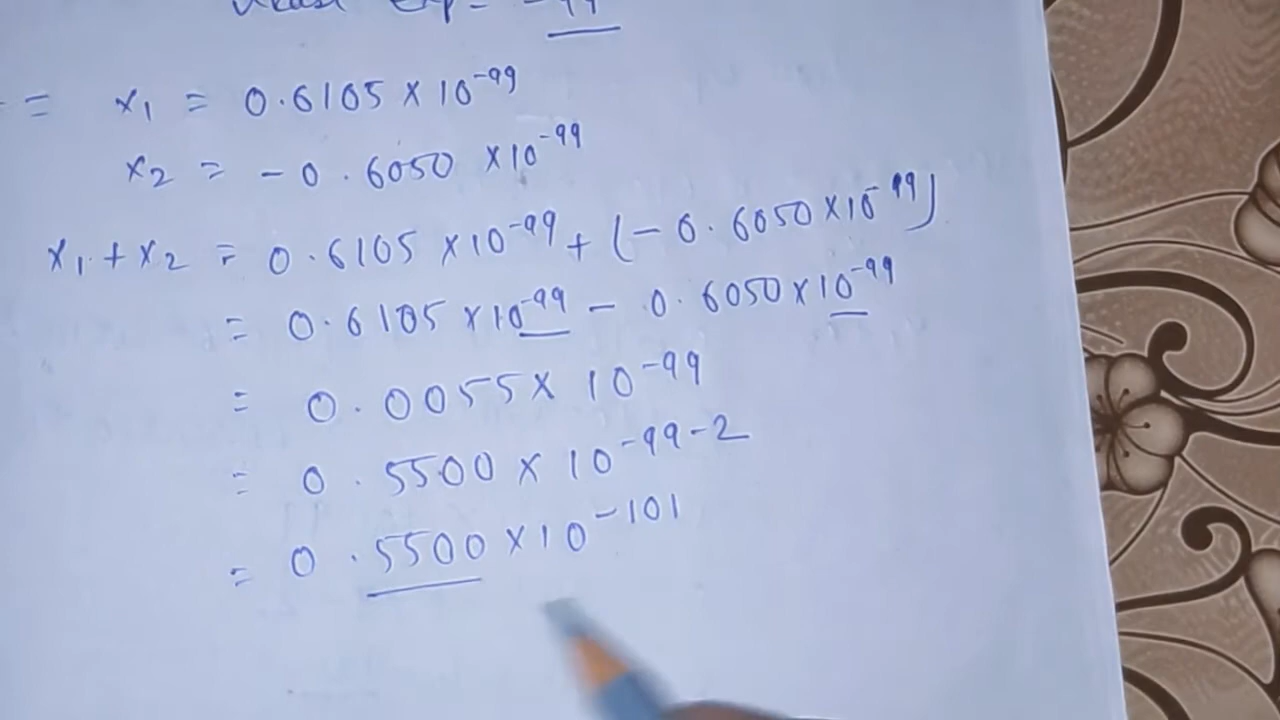 exp = -99
= x₁ = 0.6105 × 10⁻⁹⁹
x₂ = -0.6050 × 10⁻⁹⁹
x₁ + x₂ = 0.6105 × 10⁻⁹⁹ + (-0.6050 × 10⁻⁹⁹)
= 0.6105 × 10⁻⁹⁹ - 0.6050 × 10⁻⁹⁹
= 0.0055 × 10⁻⁹⁹
= 0.5500 × 10⁻⁹⁹⁻²
= 0.5500 × 10⁻¹⁰¹